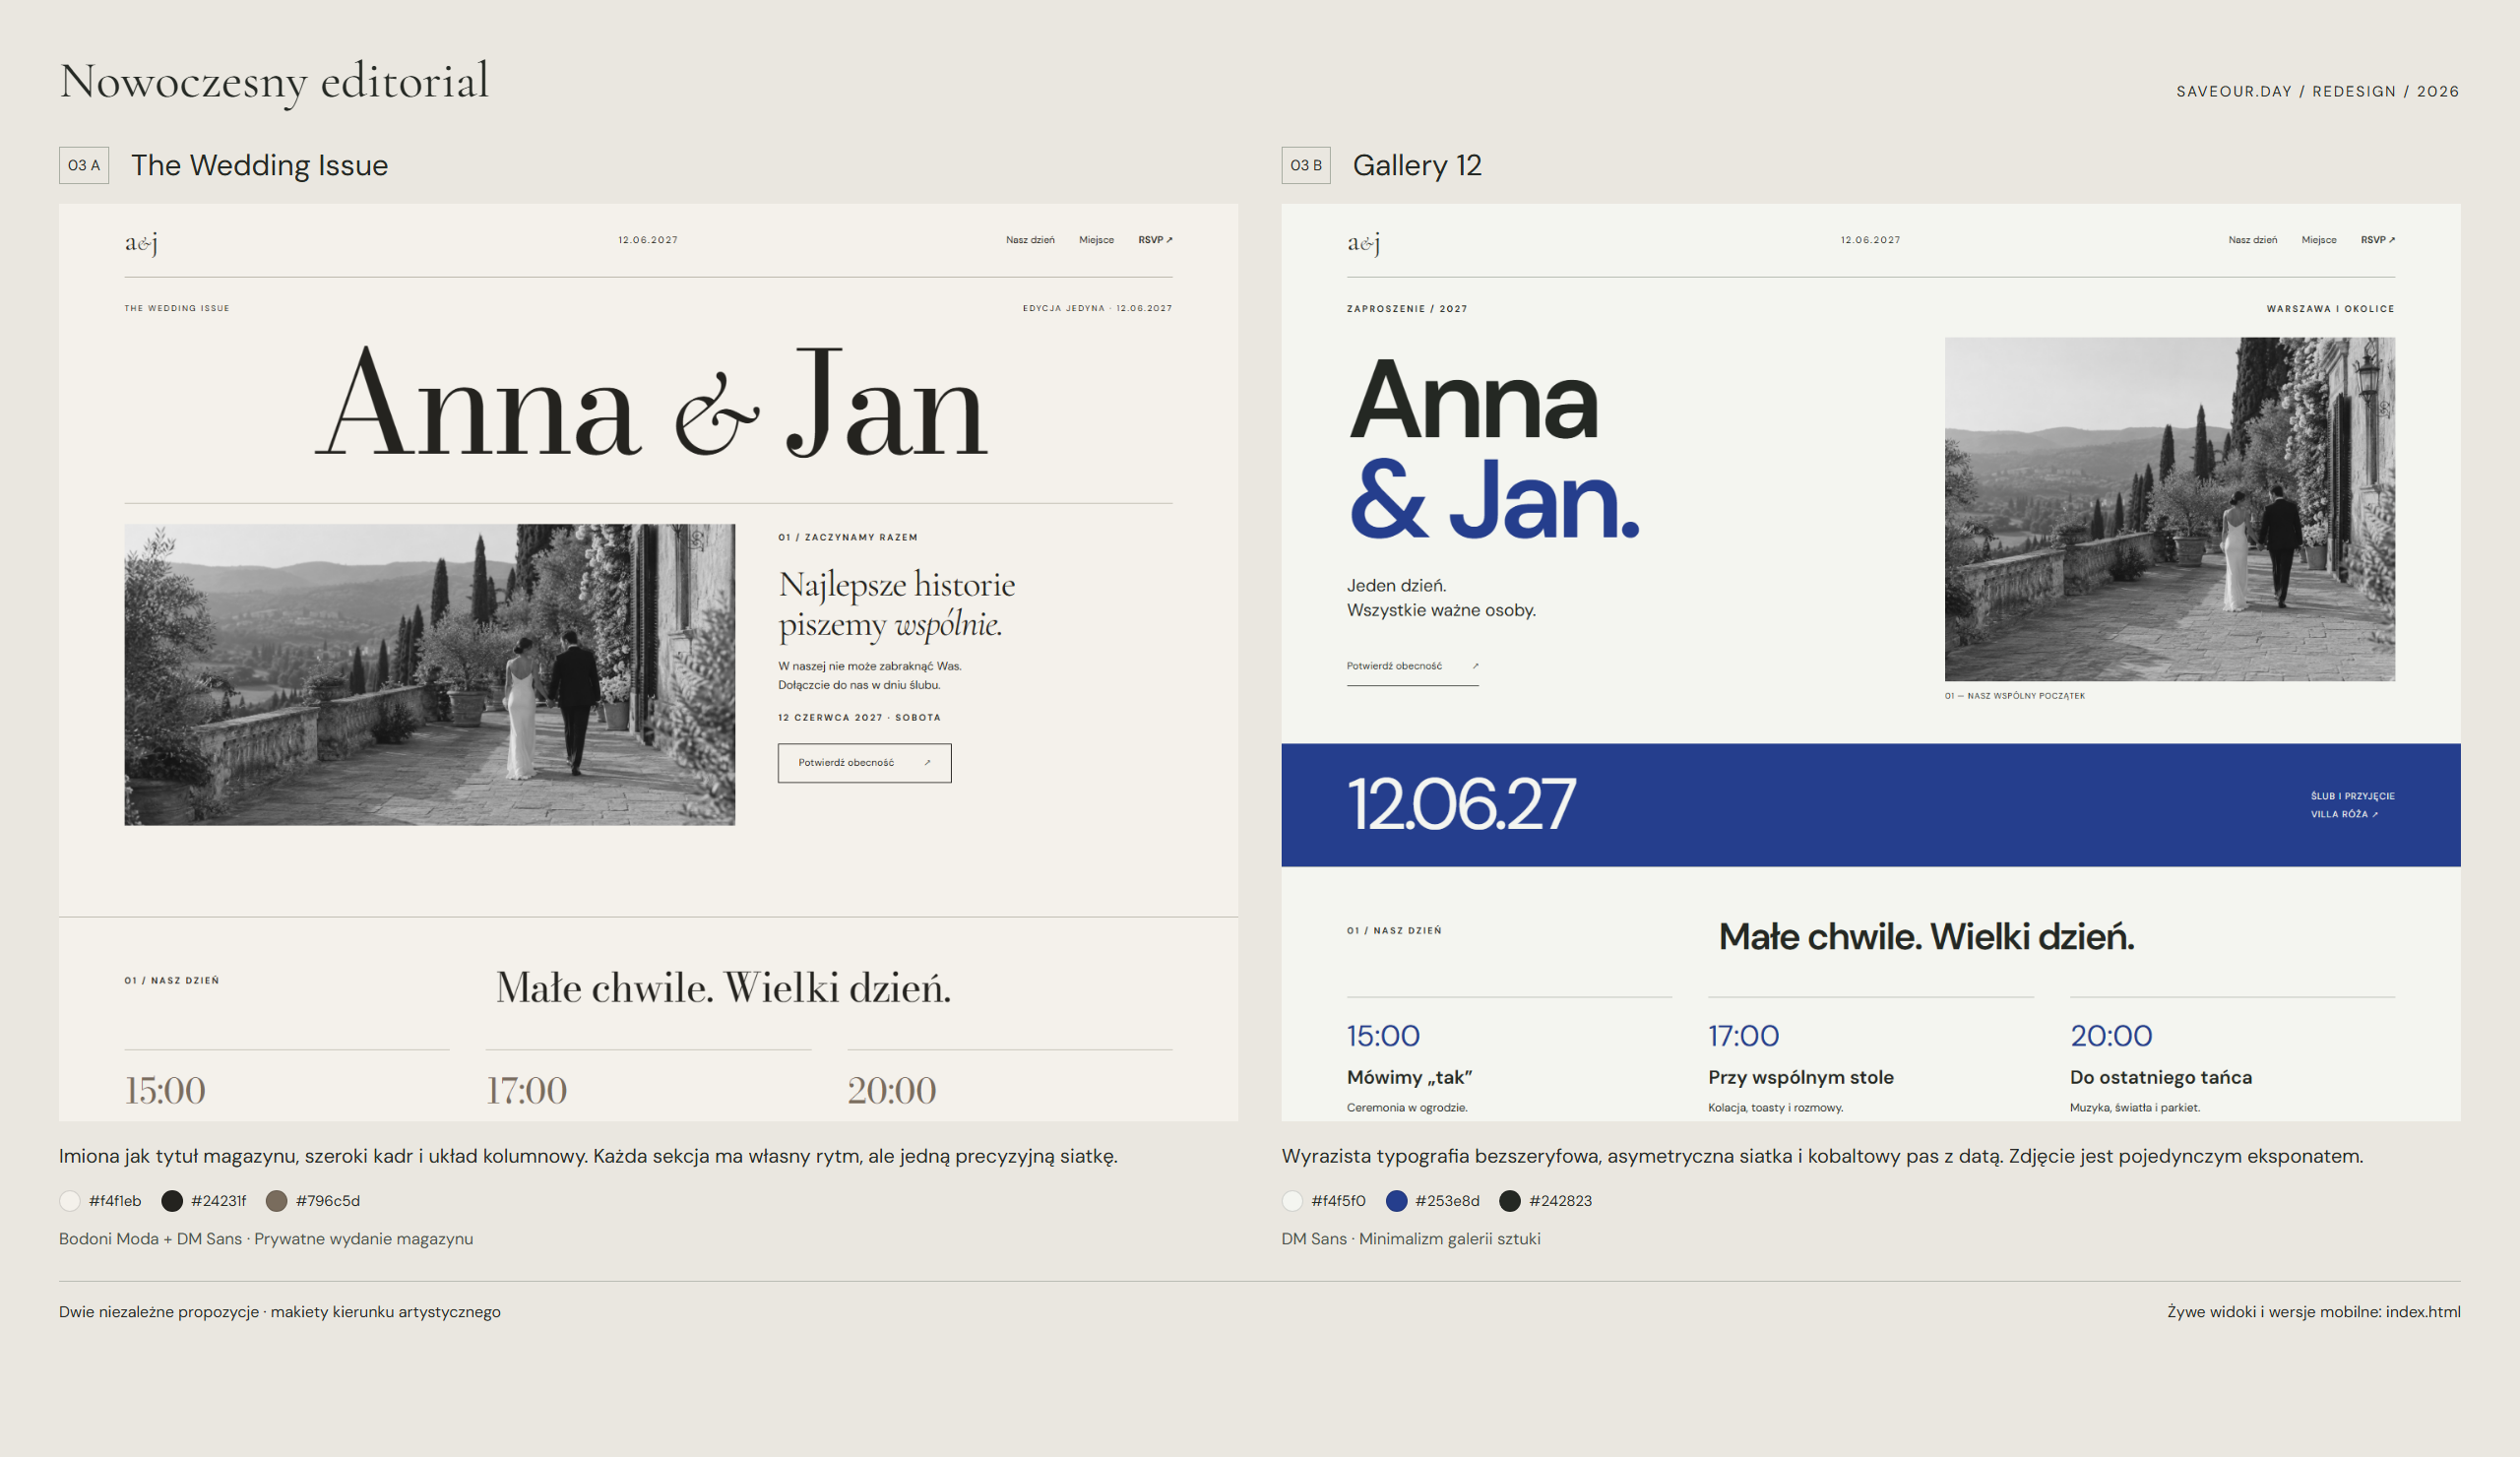 Nowoczesny editorial
SAVEOUR.DAY / REDESIGN / 2026
03 A The Wedding Issue
a&j 12.06.2027 Nasz dzień Miejsce RSVP ↗
THE WEDDING ISSUE EDYCJA JEDYNA · 12.06.2027
Anna & Jan
01 / ZACZYNAMY RAZEM
Najlepsze historie
piszemy wspólnie.
W naszej nie może zabraknąć Was.
Dołączcie do nas w dniu ślubu.
12 CZERWCA 2027 · SOBOTA
Potwierdź obecność ↗
01 / NASZ DZIEŃ
Małe chwile. Wielki dzień.
15:00 17:00 20:00
Imiona jak tytuł magazynu, szeroki kadr i układ kolumnowy. Każda sekcja ma własny rytm, ale jedną precyzyjną siatkę.
#f4f1eb #24231f #796c5d
Bodoni Moda + DM Sans · Prywatne wydanie magazynu
03 B Gallery 12
a&j 12.06.2027 Nasz dzień Miejsce RSVP ↗
ZAPROSZENIE / 2027 WARSZAWA I OKOLICE
Anna
& Jan.
Jeden dzień.
Wszystkie ważne osoby.
Potwierdź obecność ↗
01 — NASZ WSPÓLNY POCZĄTEK
12.06.27
ŚLUB I PRZYJĘCIE
VILLA RÓŻA ↗
01 / NASZ DZIEŃ
Małe chwile. Wielki dzień.
15:00 17:00 20:00
Mówimy „tak” Przy wspólnym stole Do ostatniego tańca
Ceremonia w ogrodzie. Kolacja, toasty i rozmowy. Muzyka, światła i parkiet.
Wyrazista typografia bezszeryfowa, asymetryczna siatka i kobaltowy pas z datą. Zdjęcie jest pojedynczym eksponatem.
#f4f5f0 #253e8d #242823
DM Sans · Minimalizm galerii sztuki
Dwie niezależne propozycje · makiety kierunku artystycznego
Żywe widoki i wersje mobilne: index.html